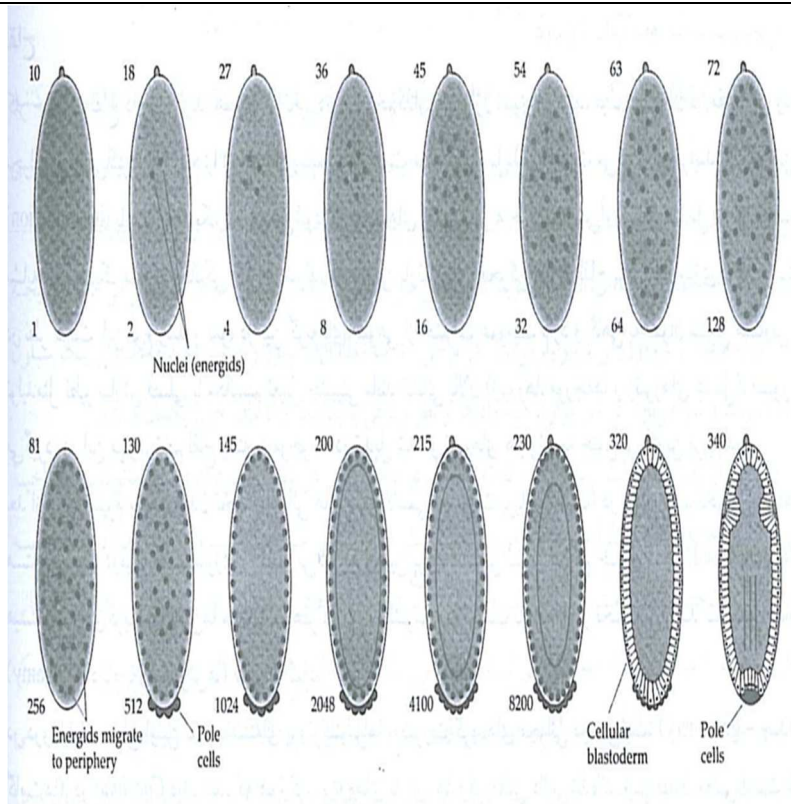 10 18 27 36 45 54 63 72
1 2 4 8 16 32 64 128
Nuclei (energids)
81 130 145 200 215 230 320 340
256 512 1024 2048 4100 8200
Energids migrate
to periphery
Pole
cells
Cellular
blastoderm
Pole
cells